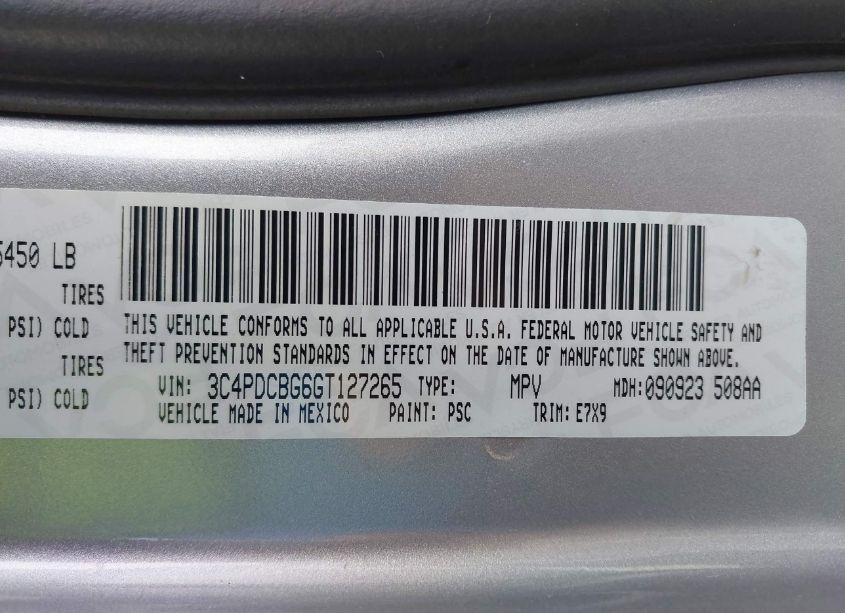 5450 LB
TIRES
PSI) COLD
TIRES
PSI) COLD
THIS VEHICLE CONFORMS TO ALL APPLICABLE U.S.A. FEDERAL MOTOR VEHICLE SAFETY AND
THEFT PREVENTION STANDARDS IN EFFECT ON THE DATE OF MANUFACTURE SHOWN ABOVE.
VIN: 3C4PDCBG6GT127265 TYPE: MPV MDH:090923 508AA
VEHICLE MADE IN MEXICO PAINT: PSC TRIM: E7X9